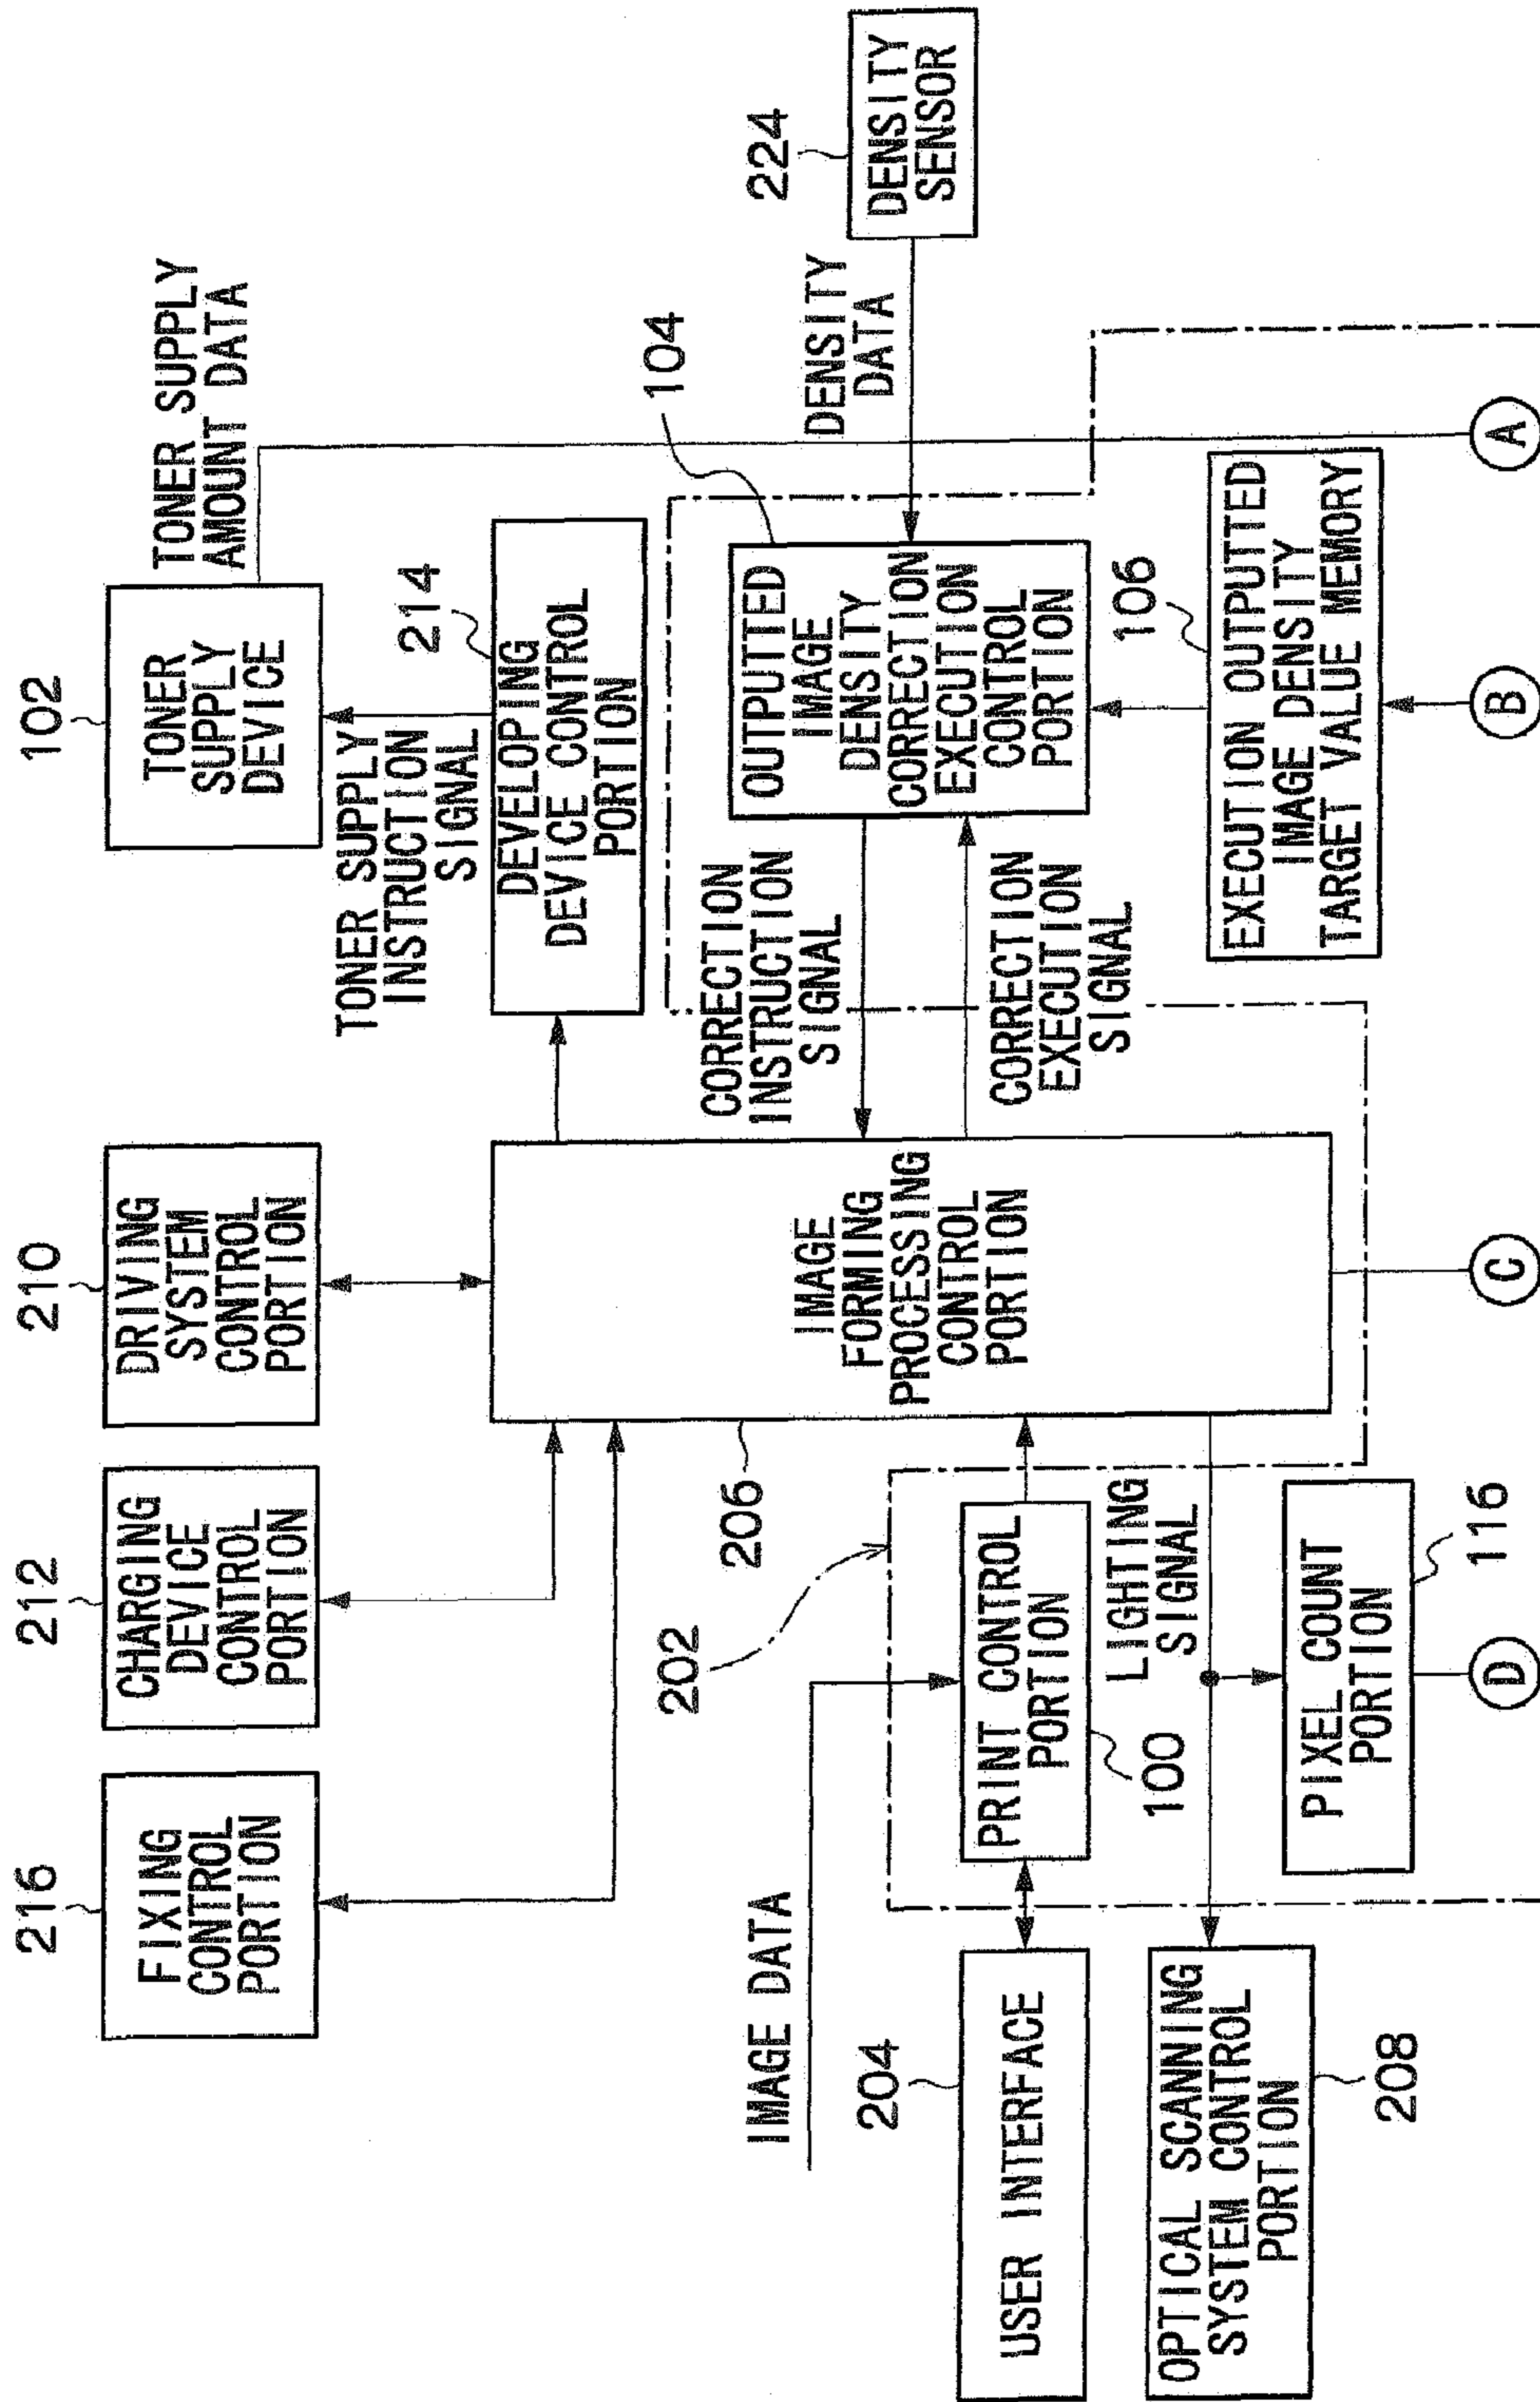 216
FIXING
CONTROL
PORTION
212
CHARGING
DEVICE
CONTROL
PORTION
210
DRIVING
SYSTEM
CONTROL
PORTION
102
TONER
SUPPLY
DEVICE
TONER SUPPLY
AMOUNT DATA
TONER SUPPLY
INSTRUCTION
SIGNAL
214
DEVELOPING
DEVICE CONTROL
PORTION
206
IMAGE
FORMING
PROCESSING
CONTROL
PORTION
202
CORRECTION
INSTRUCTION
SIGNAL
CORRECTION
EXECUTION
SIGNAL
104
OUTPUTTED
IMAGE
DENSITY
CORRECTION
EXECUTION
CONTROL
PORTION
DENSITY
DATA
224
DENSITY
SENSOR
IMAGE DATA
204
USER INTERFACE
PRINT CONTROL
PORTION
100
LIGHTING
SIGNAL
OPTICAL SCANNING
SYSTEM CONTROL
PORTION
208
PIXEL COUNT
PORTION
116
106
EXECUTION OUTPUTTED
IMAGE DENSITY
TARGET VALUE MEMORY
D
C
B
A